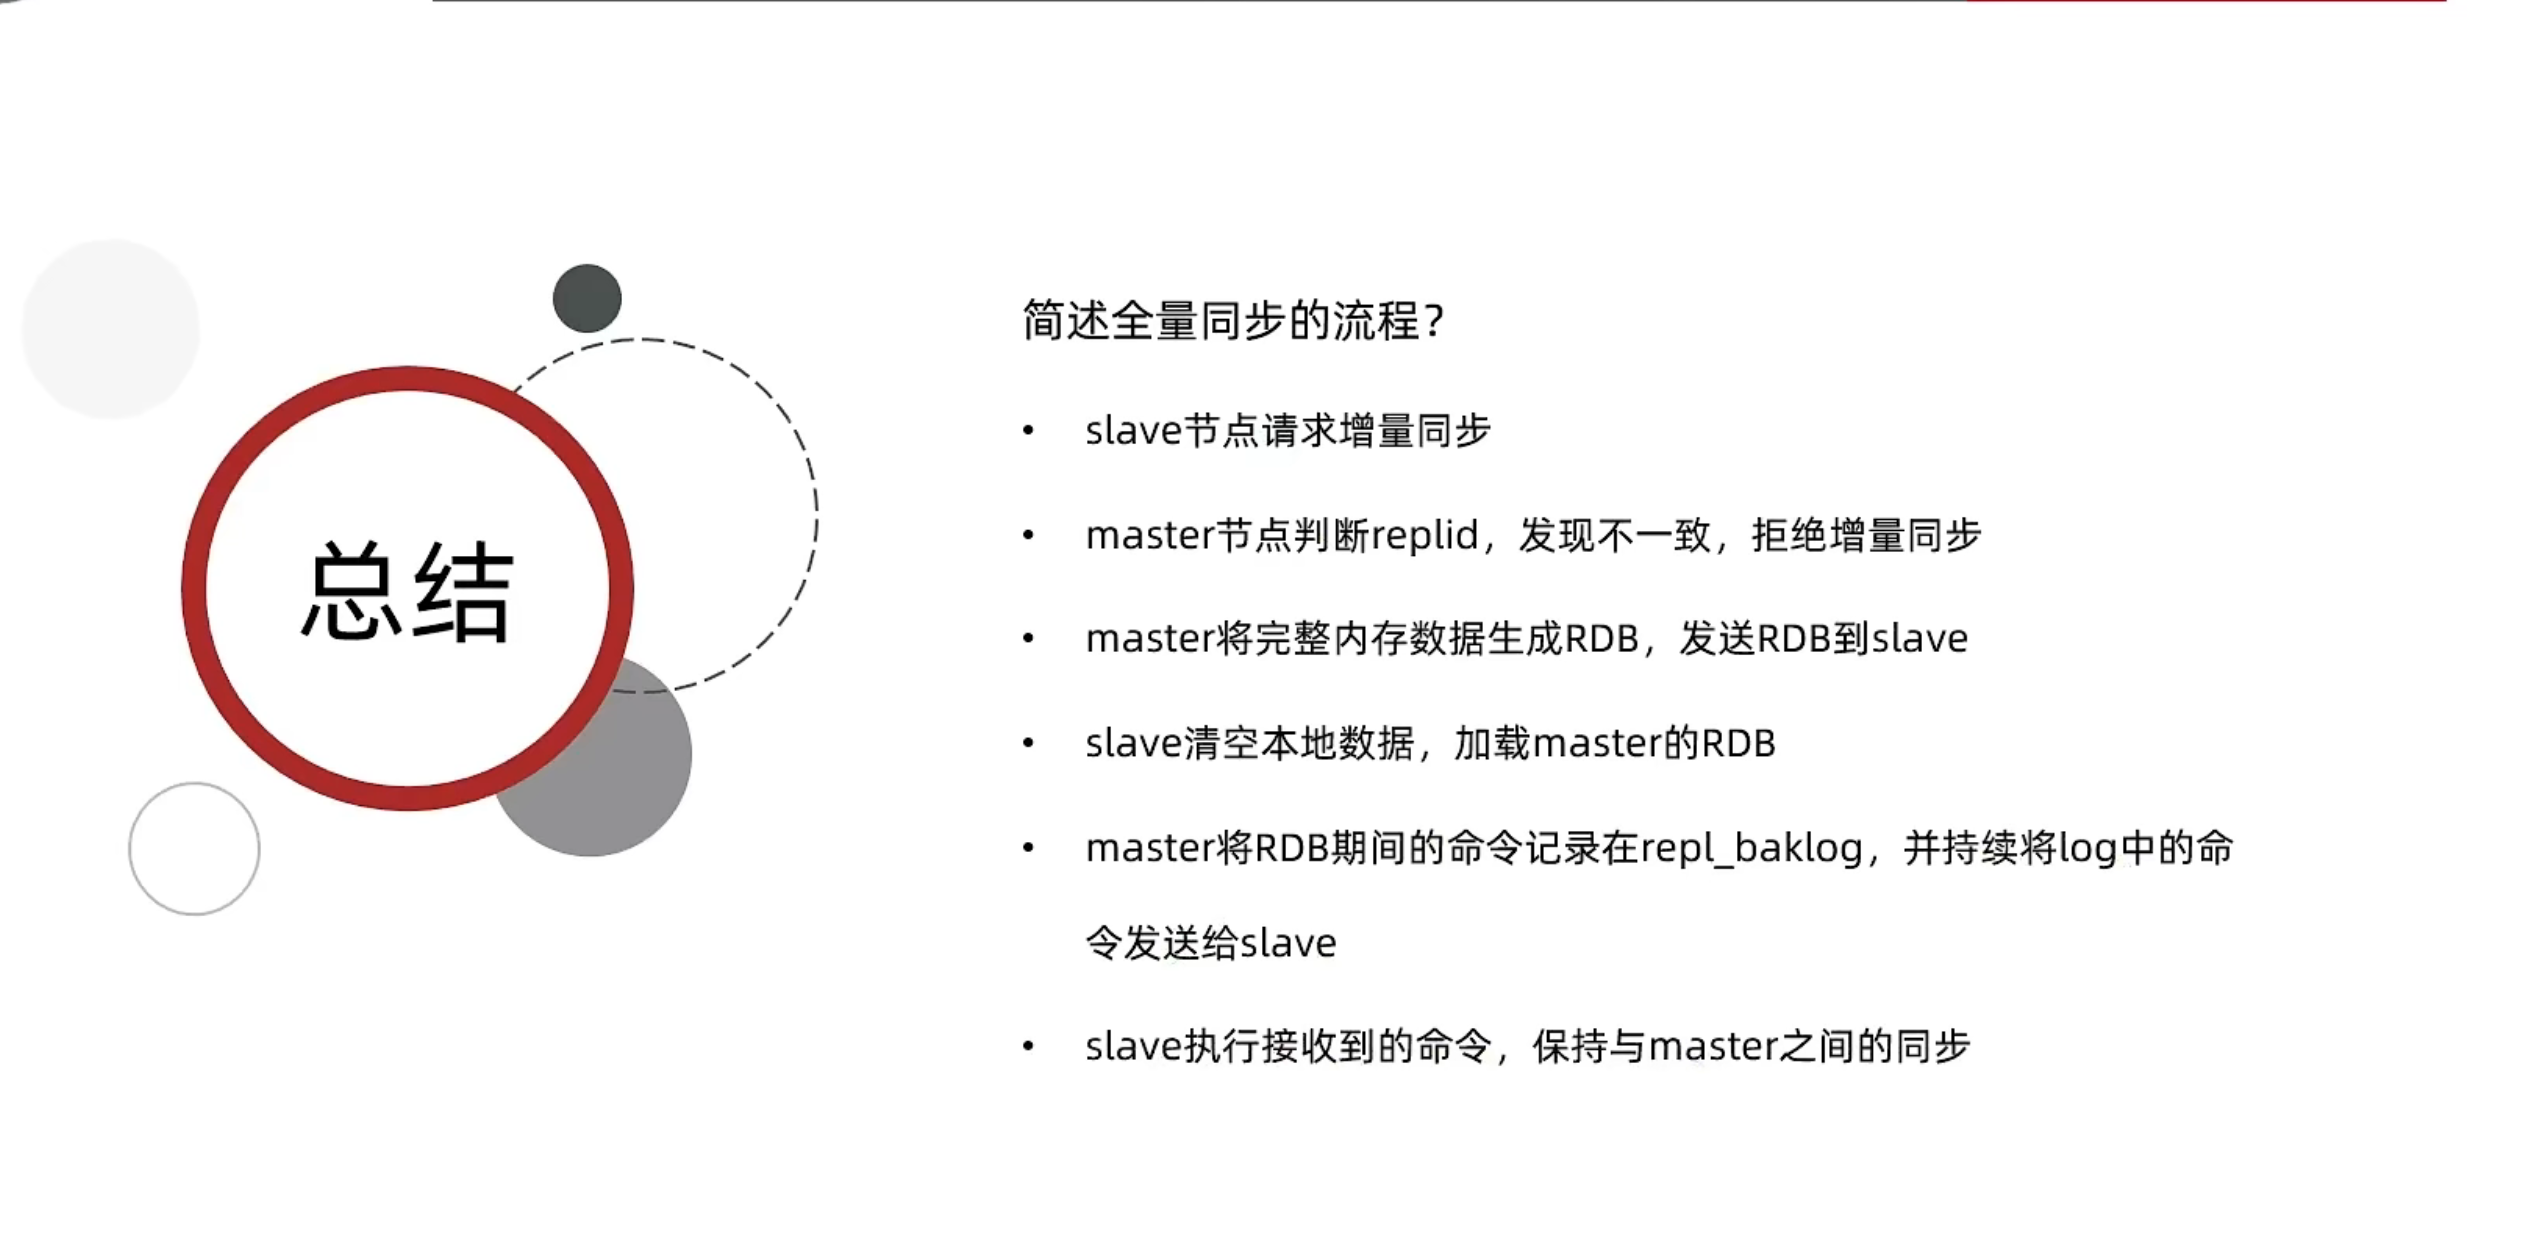 总结
简述全量同步的流程？
• slave节点请求增量同步
• master节点判断replid，发现不一致，拒绝增量同步
• master将完整内存数据生成RDB，发送RDB到slave
• slave清空本地数据，加载master的RDB
• master将RDB期间的命令记录在repl_baklog，并持续将log中的命
令发送给slave
• slave执行接收到的命令，保持与master之间的同步